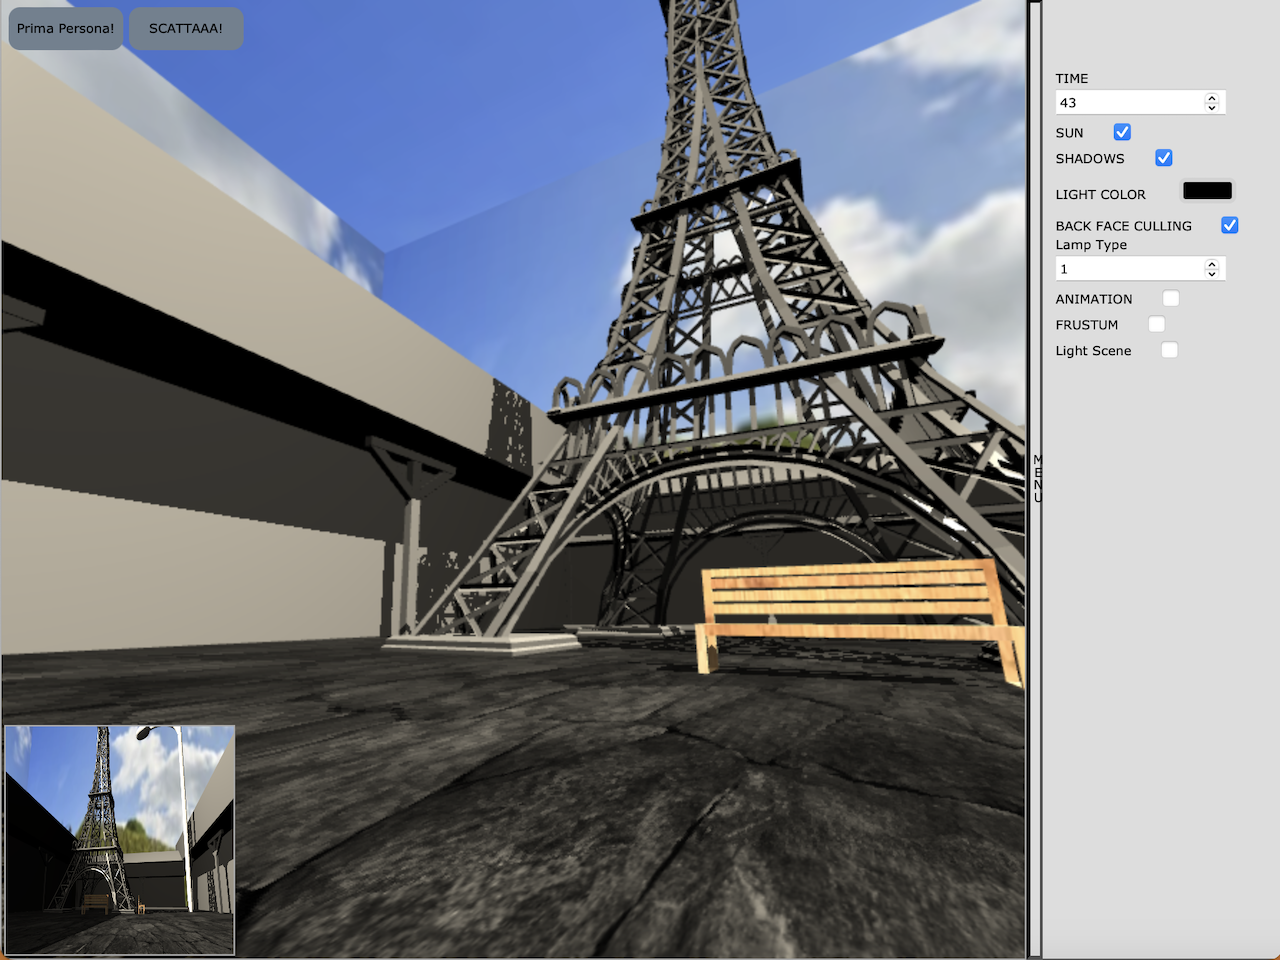 Prima Persona! SCATTAAA!
TIME
43
SUN
SHADOWS
LIGHT COLOR
BACK FACE CULLING
Lamp Type
1
ANIMATION
FRUSTUM
Light Scene
M
E
N
U